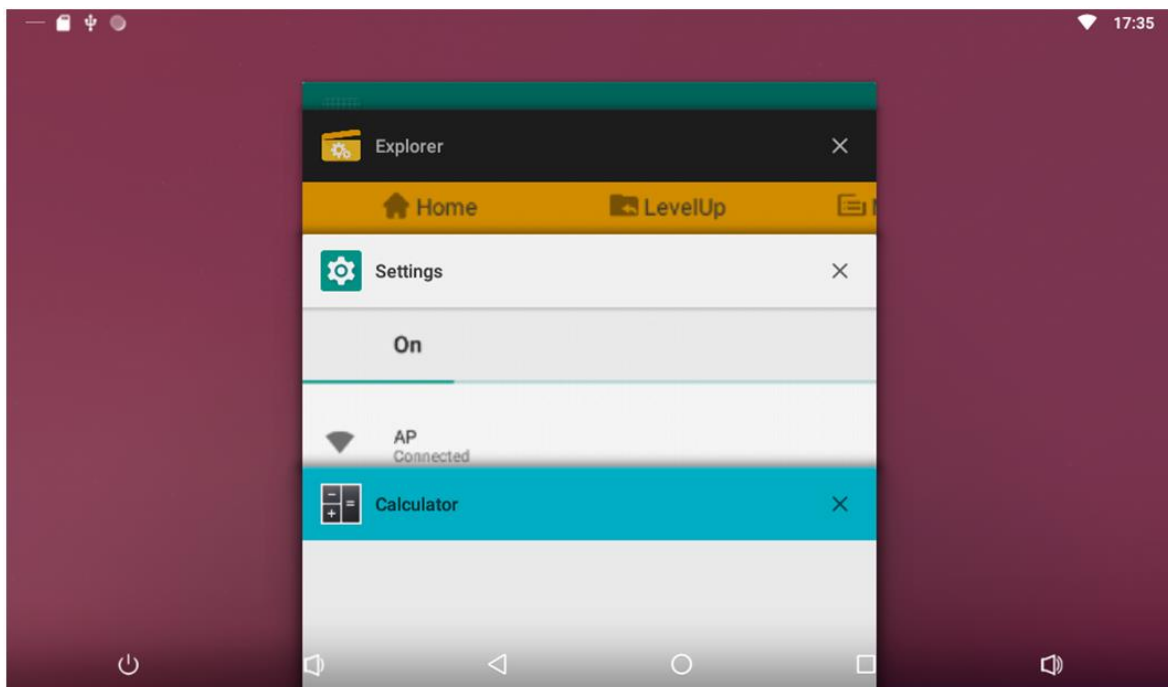 17:35
Explorer
Home LevelUp
Settings
On
AP
Connected
Calculator